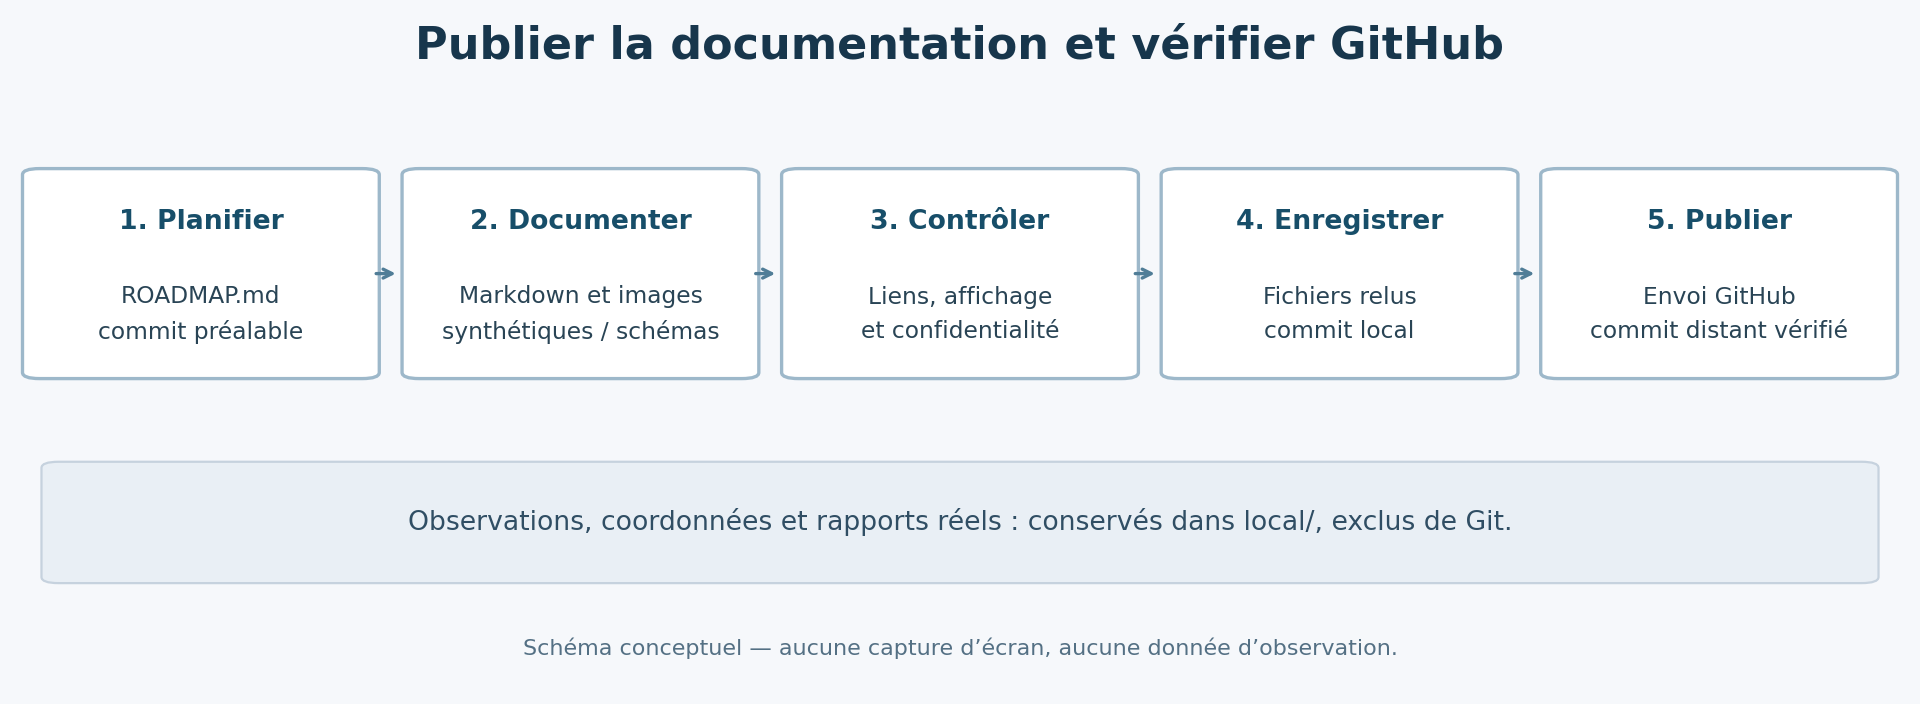 Publier la documentation et vérifier GitHub
1. Planifier
ROADMAP.md
commit préalable
2. Documenter
Markdown et images
synthétiques / schémas
3. Contrôler
Liens, affichage
et confidentialité
4. Enregistrer
Fichiers relus
commit local
5. Publier
Envoi GitHub
commit distant vérifié
Observations, coordonnées et rapports réels : conservés dans local/, exclus de Git.
Schéma conceptuel — aucune capture d’écran, aucune donnée d’observation.